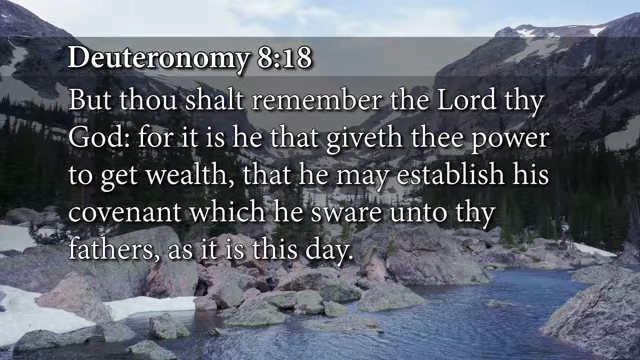 Deuteronomy 8:18
But thou shalt remember the Lord thy
God: for it is he that giveth thee power
to get wealth, that he may establish his
covenant which he sware unto thy
fathers, as it is this day.